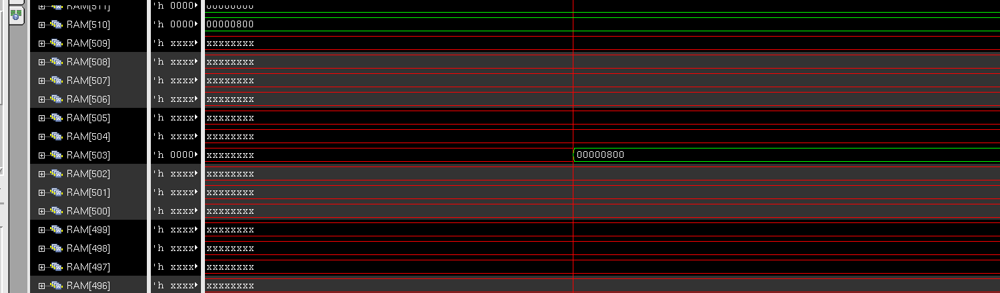 RAM[511] 'h 0000 00000000
RAM[510] 'h 0000 00000800
RAM[509] 'h xxxx xxxxxxxx
RAM[508] 'h xxxx xxxxxxxx
RAM[507] 'h xxxx xxxxxxxx
RAM[506] 'h xxxx xxxxxxxx
RAM[505] 'h xxxx xxxxxxxx
RAM[504] 'h xxxx xxxxxxxx
RAM[503] 'h 0000 xxxxxxxx 00000800
RAM[502] 'h xxxx xxxxxxxx
RAM[501] 'h xxxx xxxxxxxx
RAM[500] 'h xxxx xxxxxxxx
RAM[499] 'h xxxx xxxxxxxx
RAM[498] 'h xxxx xxxxxxxx
RAM[497] 'h xxxx xxxxxxxx
RAM[496] 'h xxxx xxxxxxxx